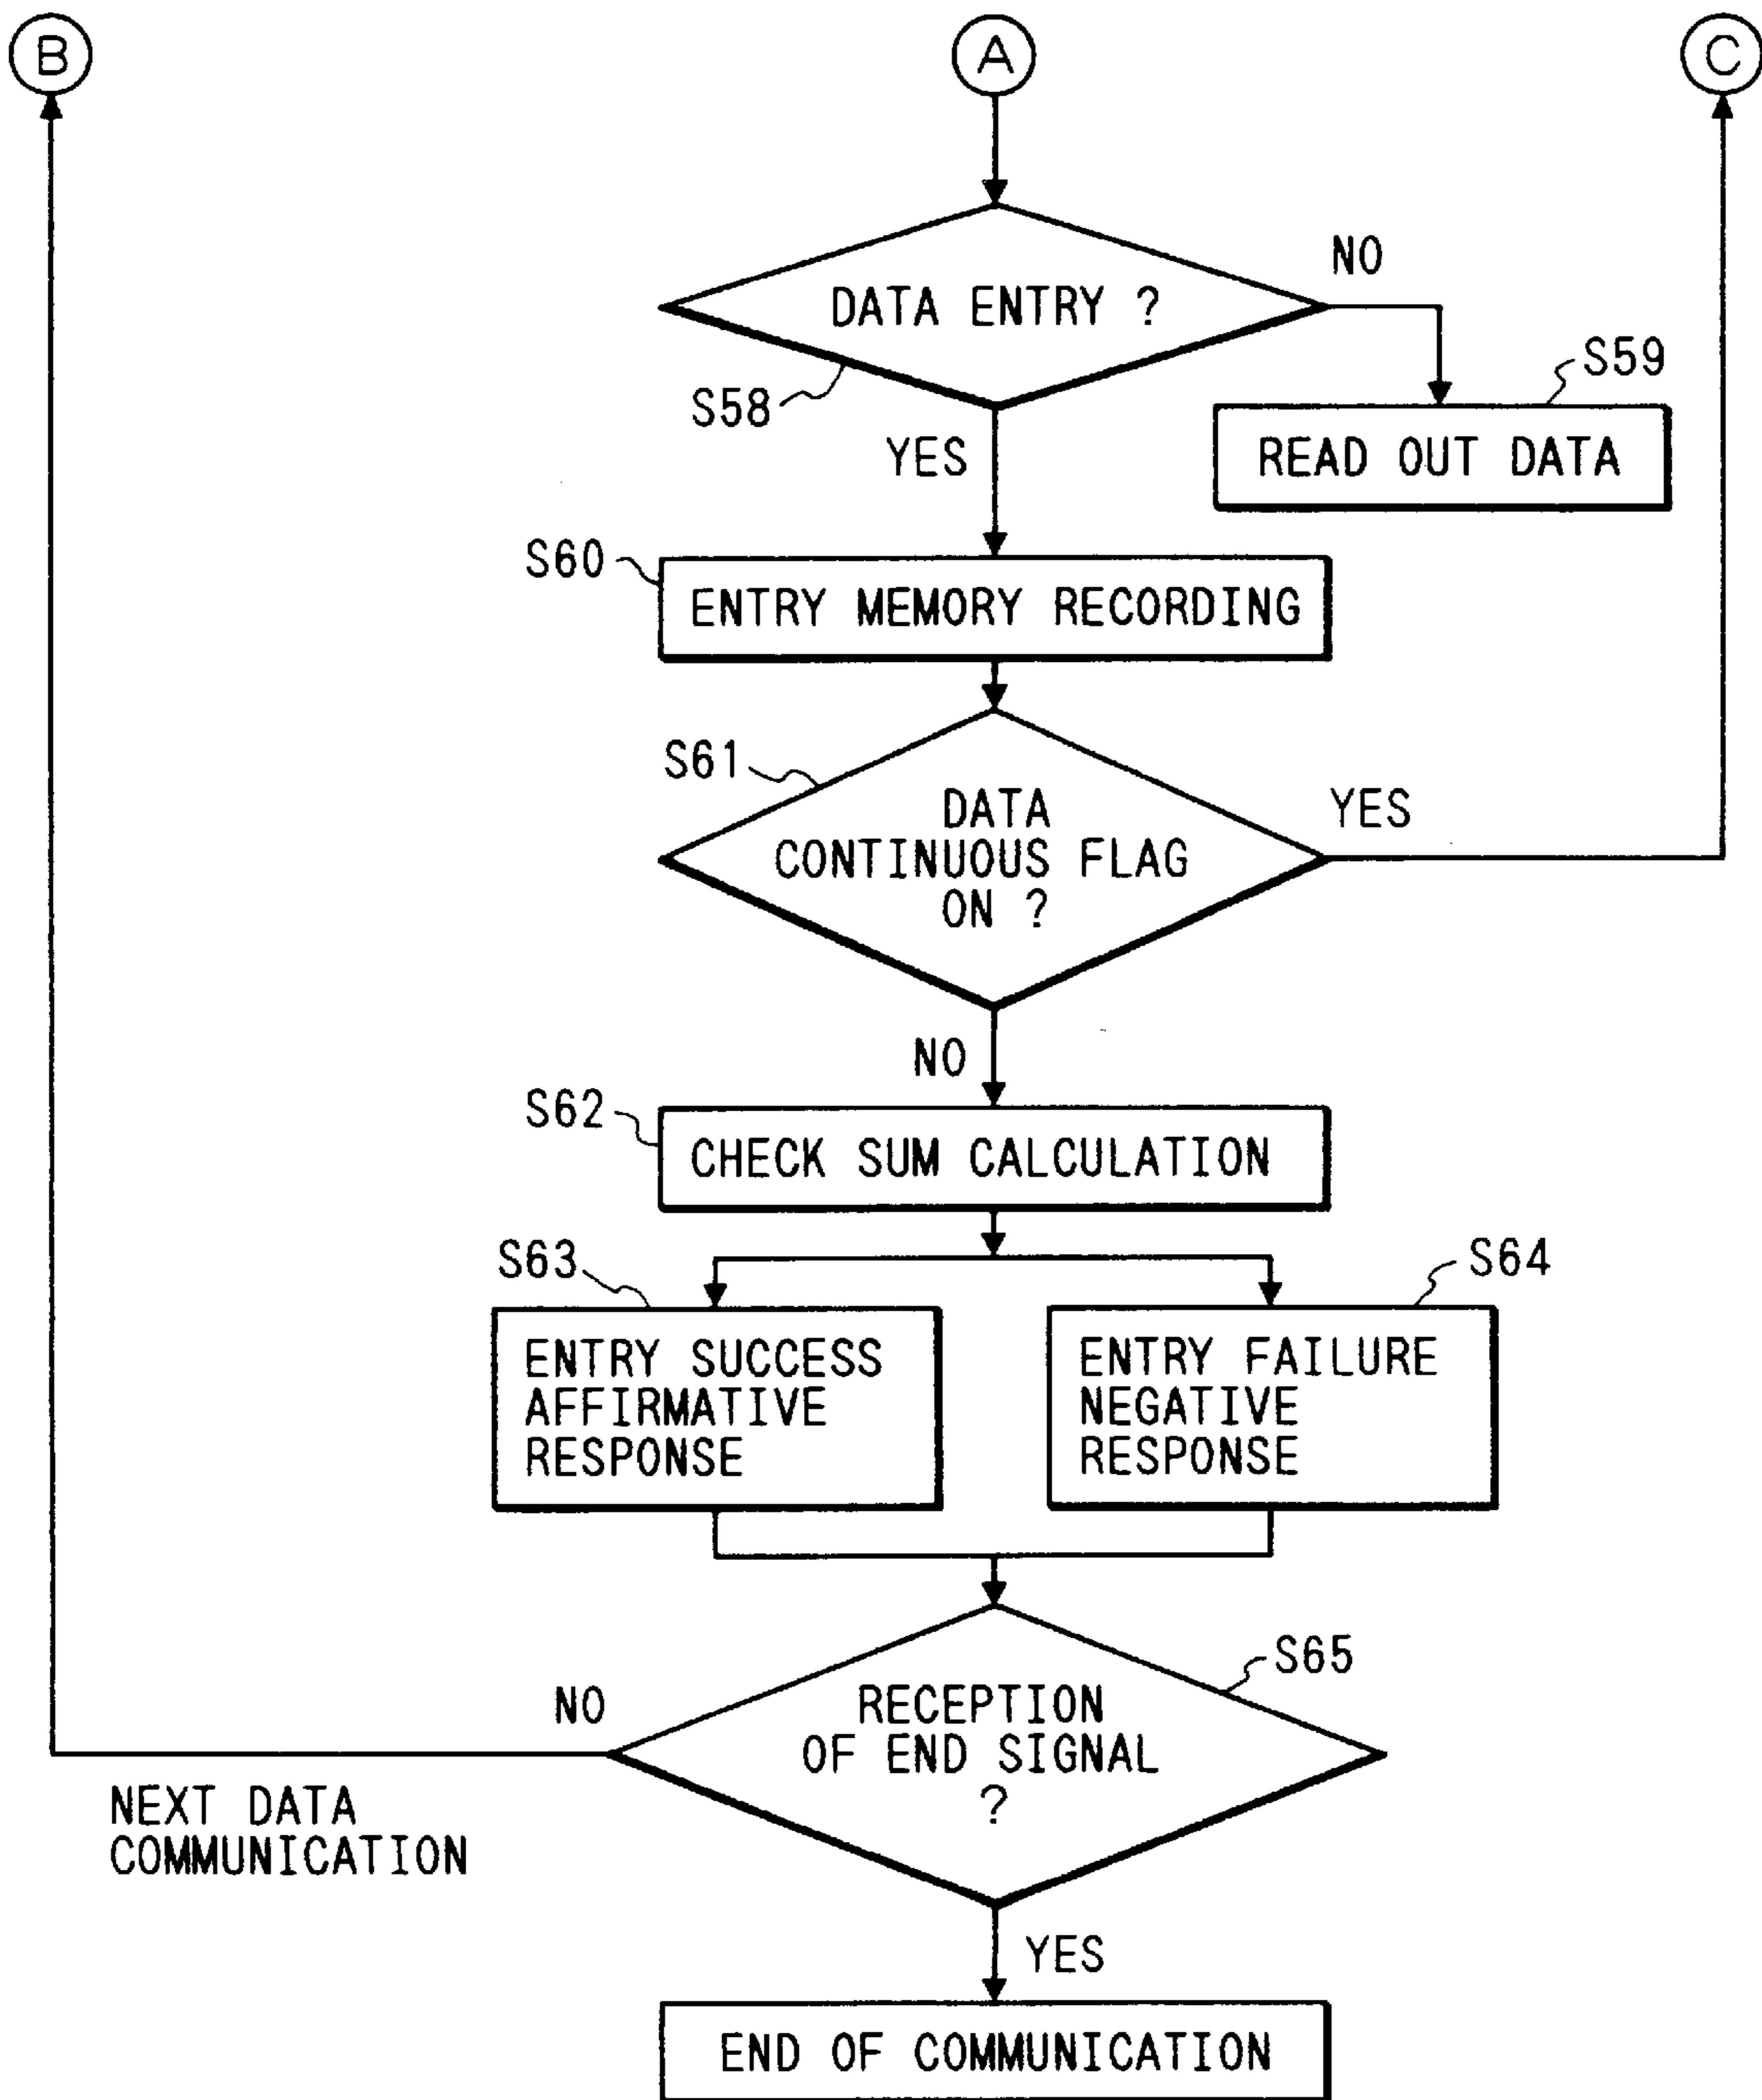 B
A
C
DATA ENTRY ?
NO
S58
S59
YES
READ OUT DATA
S60
ENTRY MEMORY RECORDING
S61
DATA
CONTINUOUS FLAG
ON ?
YES
NO
S62
CHECK SUM CALCULATION
S63
S64
ENTRY SUCCESS
AFFIRMATIVE
RESPONSE
ENTRY FAILURE
NEGATIVE
RESPONSE
S65
RECEPTION
OF END SIGNAL
?
NO
NEXT DATA
COMMUNICATION
YES
END OF COMMUNICATION